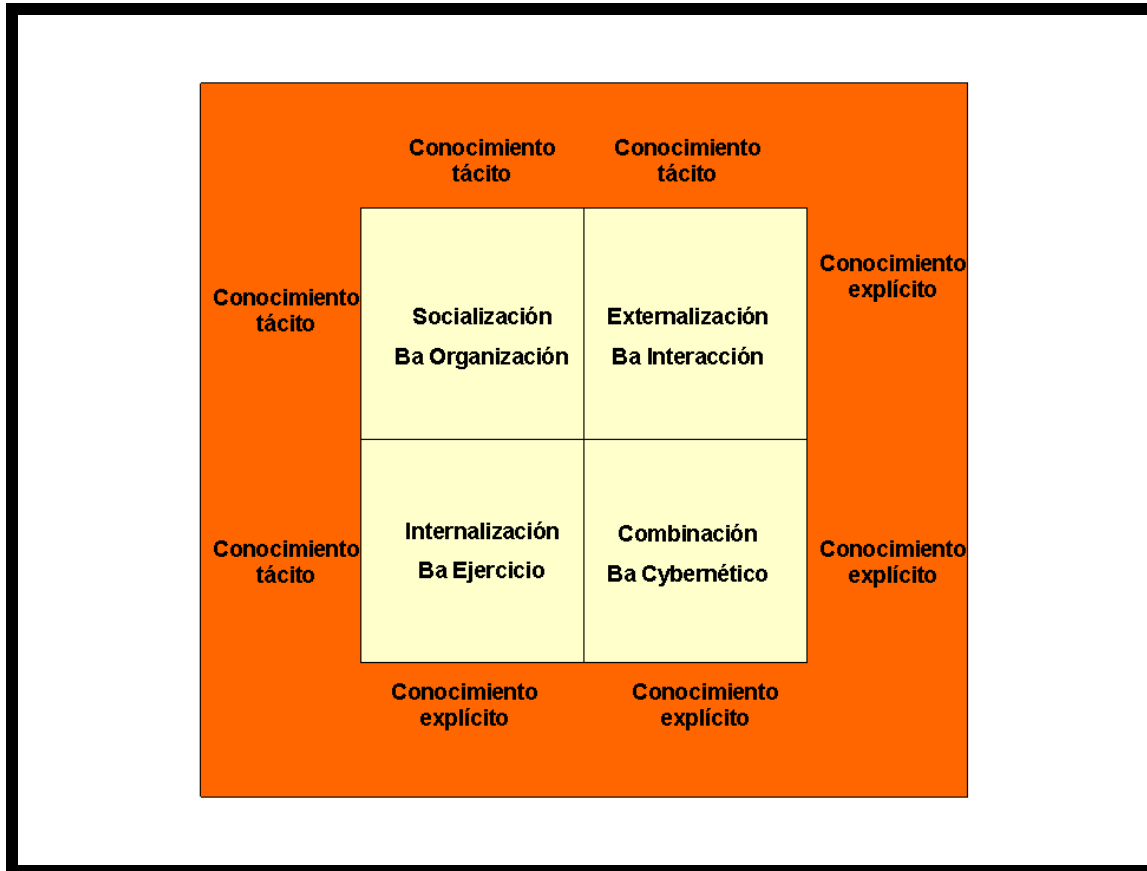 Conocimiento
tácito
Conocimiento
tácito
Conocimiento
explícito
Conocimiento
tácito
Socialización
Ba Organización
Externalización
Ba Interacción
Internalización
Ba Ejercicio
Combinación
Ba Cybernético
Conocimiento
tácito
Conocimiento
explícito
Conocimiento
explícito
Conocimiento
explícito